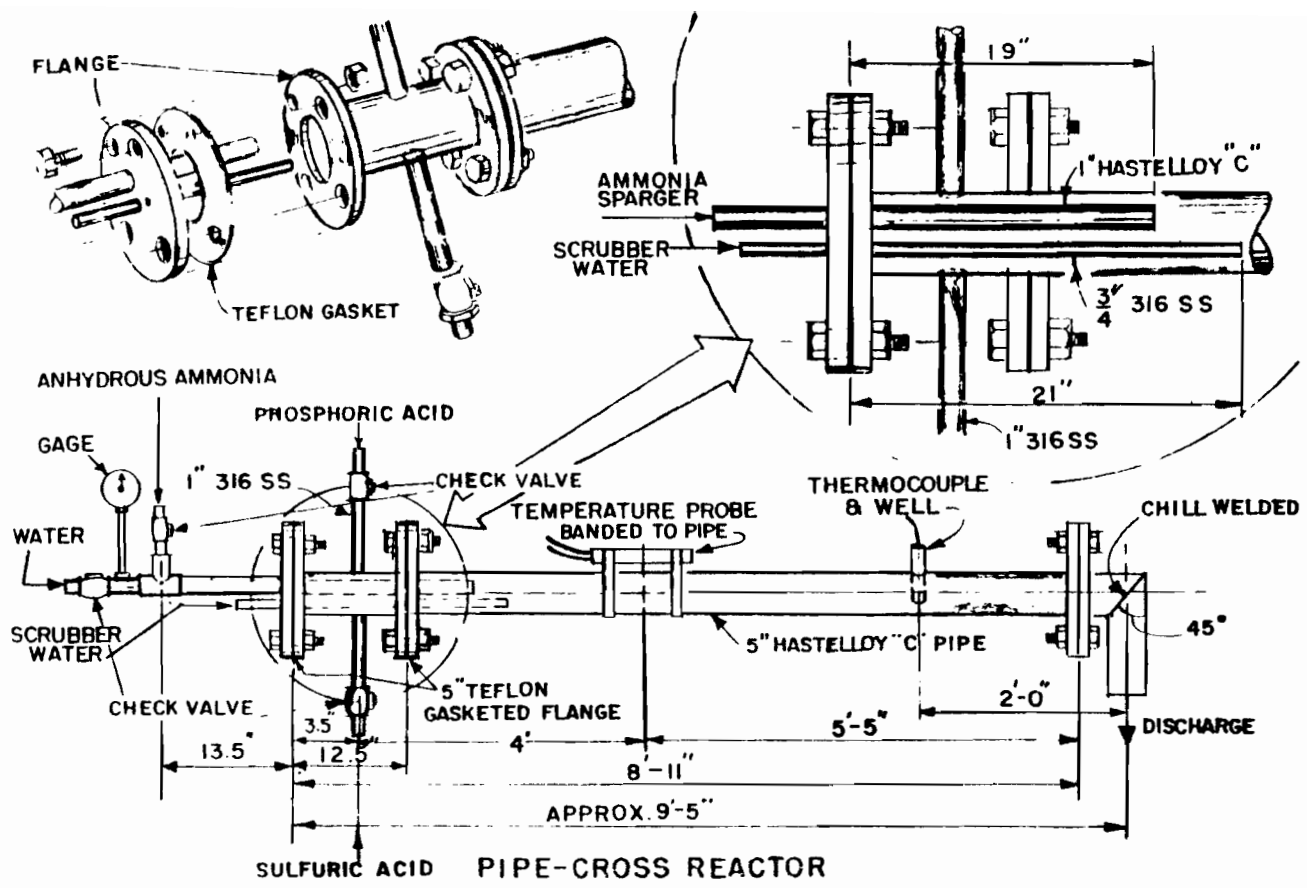 FLANGE
TEFLON GASKET
19"
1" HASTELLOY "C"
AMMONIA
SPARGER
SCRUBBER
WATER
3/4" 316 SS
21"
1" 316 SS
ANHYDROUS AMMONIA
PHOSPHORIC ACID
GAGE
1" 316 SS
CHECK VALVE
TEMPERATURE PROBE
BANDED TO PIPE
THERMOCOUPLE
& WELL
CHILL WELDED
WATER
SCRUBBER
WATER
5" HASTELLOY "C" PIPE
45°
CHECK VALVE
5" TEFLON
GASKETED FLANGE
2'-0"
DISCHARGE
3.5"
4'
5'-5"
13.5"
12.5"
8'-11"
APPROX. 9'-5"
SULFURIC ACID
PIPE-CROSS REACTOR